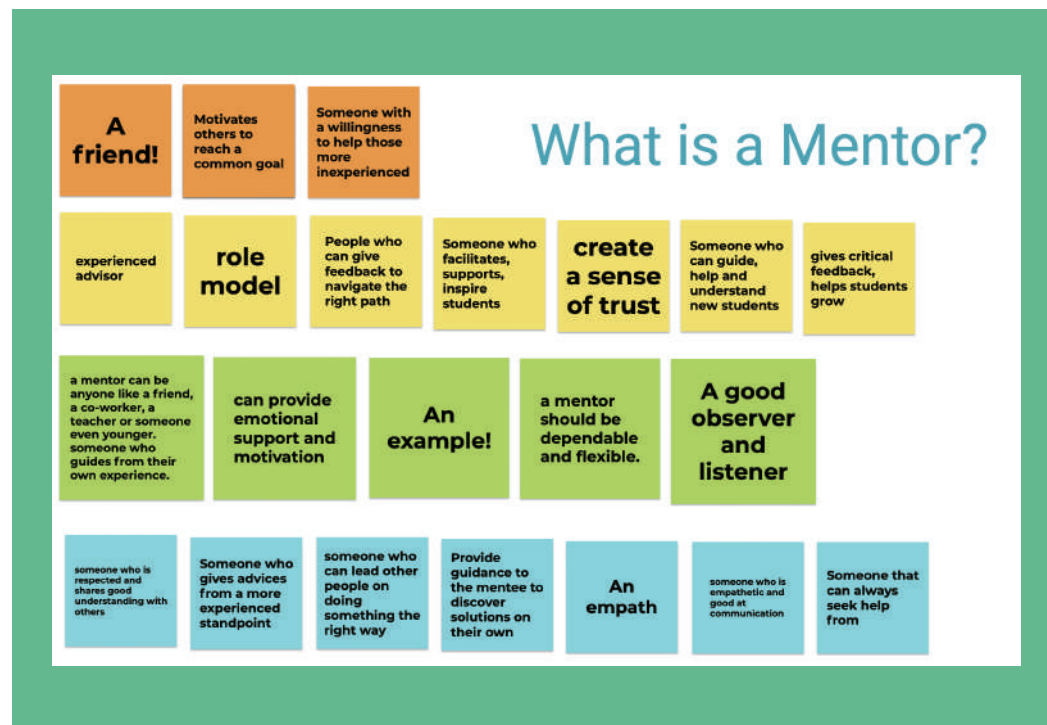 What is a Mentor?
A
friend!
Motivates
others to
reach a
common goal
Someone with
a willingness
to help those
more
inexperienced
experienced
advisor
role
model
People who
can give
feedback to
navigate the
right path
Someone who
facilitates,
supports,
inspire
students
create
a sense
of trust
Someone who
can guide,
help and
understand
new students
gives critical
feedback,
helps students
grow
a mentor can be
anyone like a friend,
a co-worker, a
teacher or someone
even younger.
someone who
guides from their
own experience.
can provide
emotional
support and
motivation
An
example!
a mentor
should be
dependable
and flexible.
A good
observer
and
listener
someone who is
respected and
shares good
understanding with
others
Someone who
gives advices
from a more
experienced
standpoint
someone who
can lead other
people on
doing
something the
right way
Provide
guidance to
the mentee to
discover
solutions on
their own
An
empath
someone who is
empathetic and
good at
communication
Someone that
can always
seek help
from